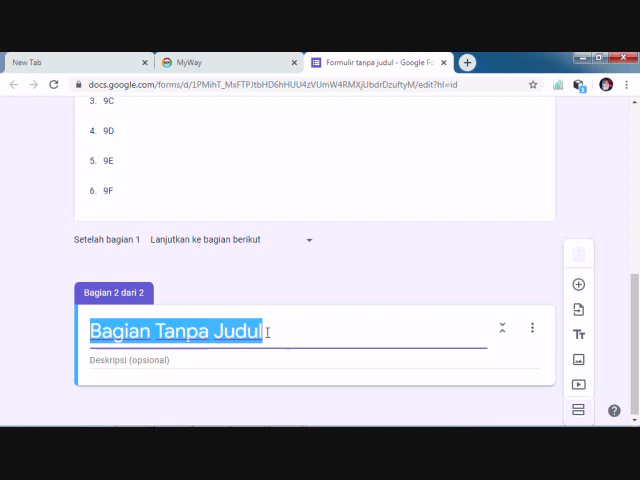 New Tab
MyWay
Formulir tanpa judul - Google Fo
docs.google.com/forms/d/1PMihT_MxFTPJtbHD6hHUU4zVUmW4RMXjUbdrDzuftyM/edit?hl=id
3. 9C
4. 9D
5. 9E
6. 9F
Setelah bagian 1 Lanjutkan ke bagian berikut
Bagian 2 dari 2
Bagian Tanpa Judul
Deskripsi (opsional)
Tт